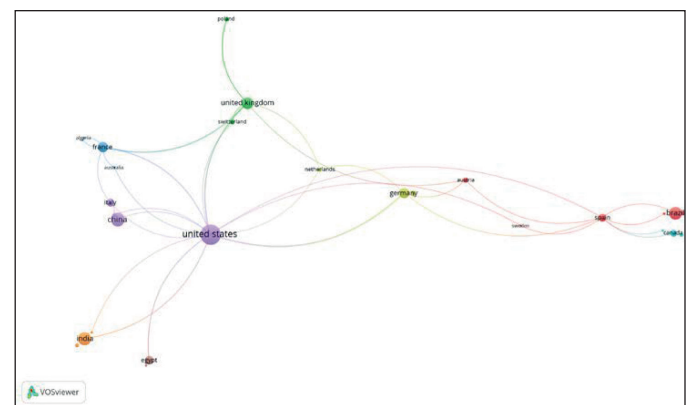 poland
united kingdom
switzerland
algeria
france
australia
netherlands
austria
germany
italy
china
brazil
spain
sweden
canada
united states
india
egypt
VOSviewer